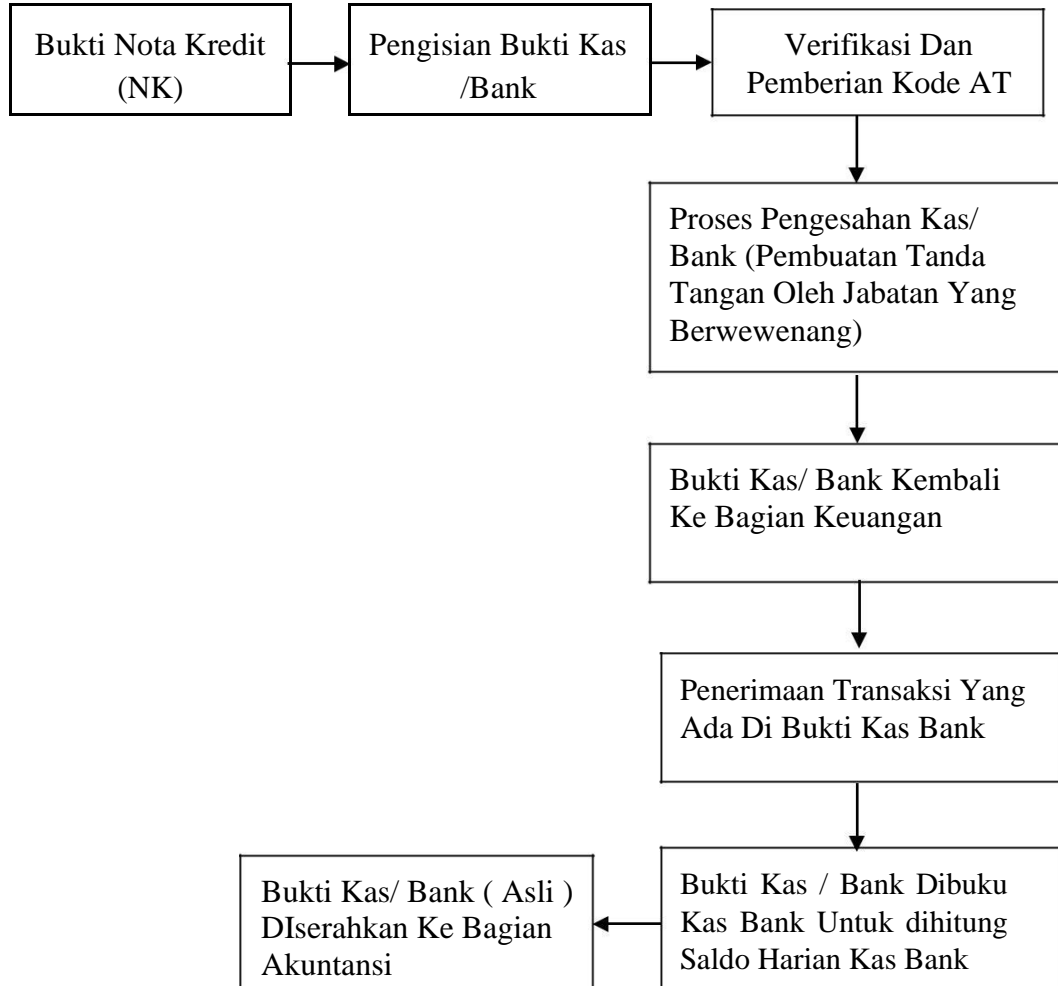 Bukti Nota Kredit
(NK)
Pengisian Bukti Kas
/Bank
Verifikasi Dan
Pemberian Kode AT
Proses Pengesahan Kas/
Bank (Pembuatan Tanda
Tangan Oleh Jabatan Yang
Berwewenang)
Bukti Kas/ Bank Kembali
Ke Bagian Keuangan
Penerimaan Transaksi Yang
Ada Di Bukti Kas Bank
Bukti Kas / Bank Dibuku
Kas Bank Untuk dihitung
Saldo Harian Kas Bank
Bukti Kas/ Bank ( Asli )
DIserahkan Ke Bagian
Akuntansi